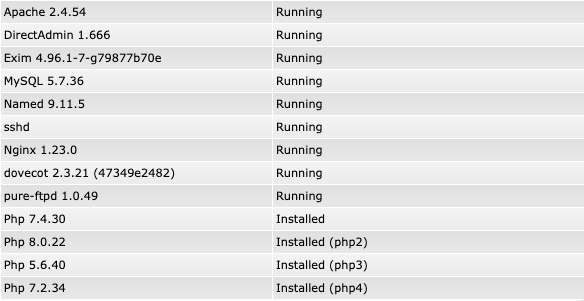 Apache 2.4.54 Running
DirectAdmin 1.666 Running
Exim 4.96.1-7-g79877b70e Running
MySQL 5.7.36 Running
Named 9.11.5 Running
sshd Running
Nginx 1.23.0 Running
dovecot 2.3.21 (47349e2482) Running
pure-ftpd 1.0.49 Running
Php 7.4.30 Installed
Php 8.0.22 Installed (php2)
Php 5.6.40 Installed (php3)
Php 7.2.34 Installed (php4)